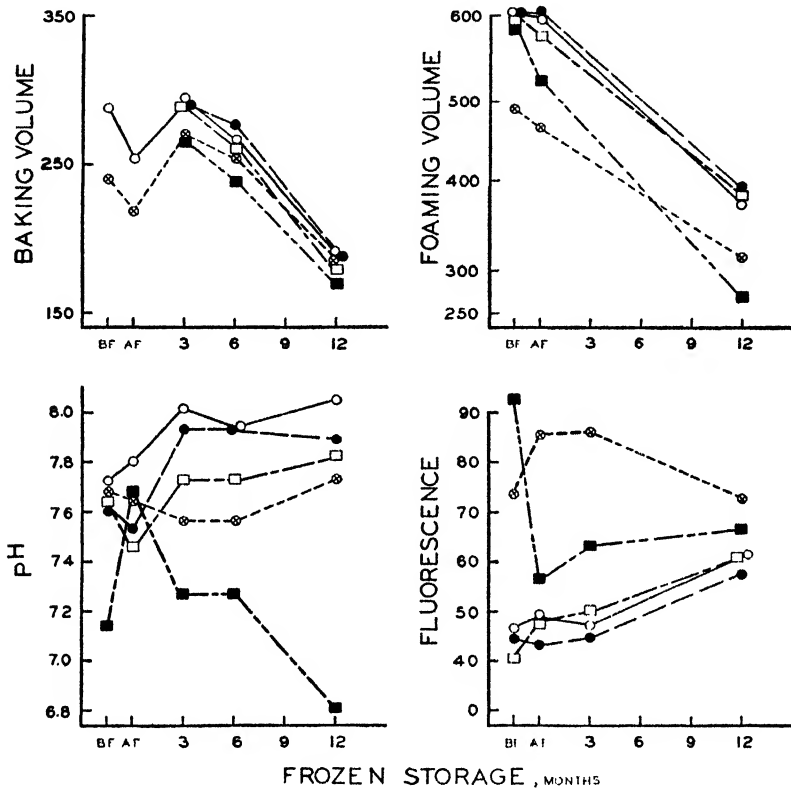 BAKING VOLUME
350
250
150
BF AF 3 6 9 12
FOAMING VOLUME
600
500
400
300
250
BF AF 3 6 9 12
pH
8.0
7.8
7.6
7.4
7.2
7.0
6.8
BF AF 3 6 9 12
FLUORESCENCE
90
80
70
60
50
40
0
BF AF 3 6 9 12
FROZEN STORAGE, MONTHS